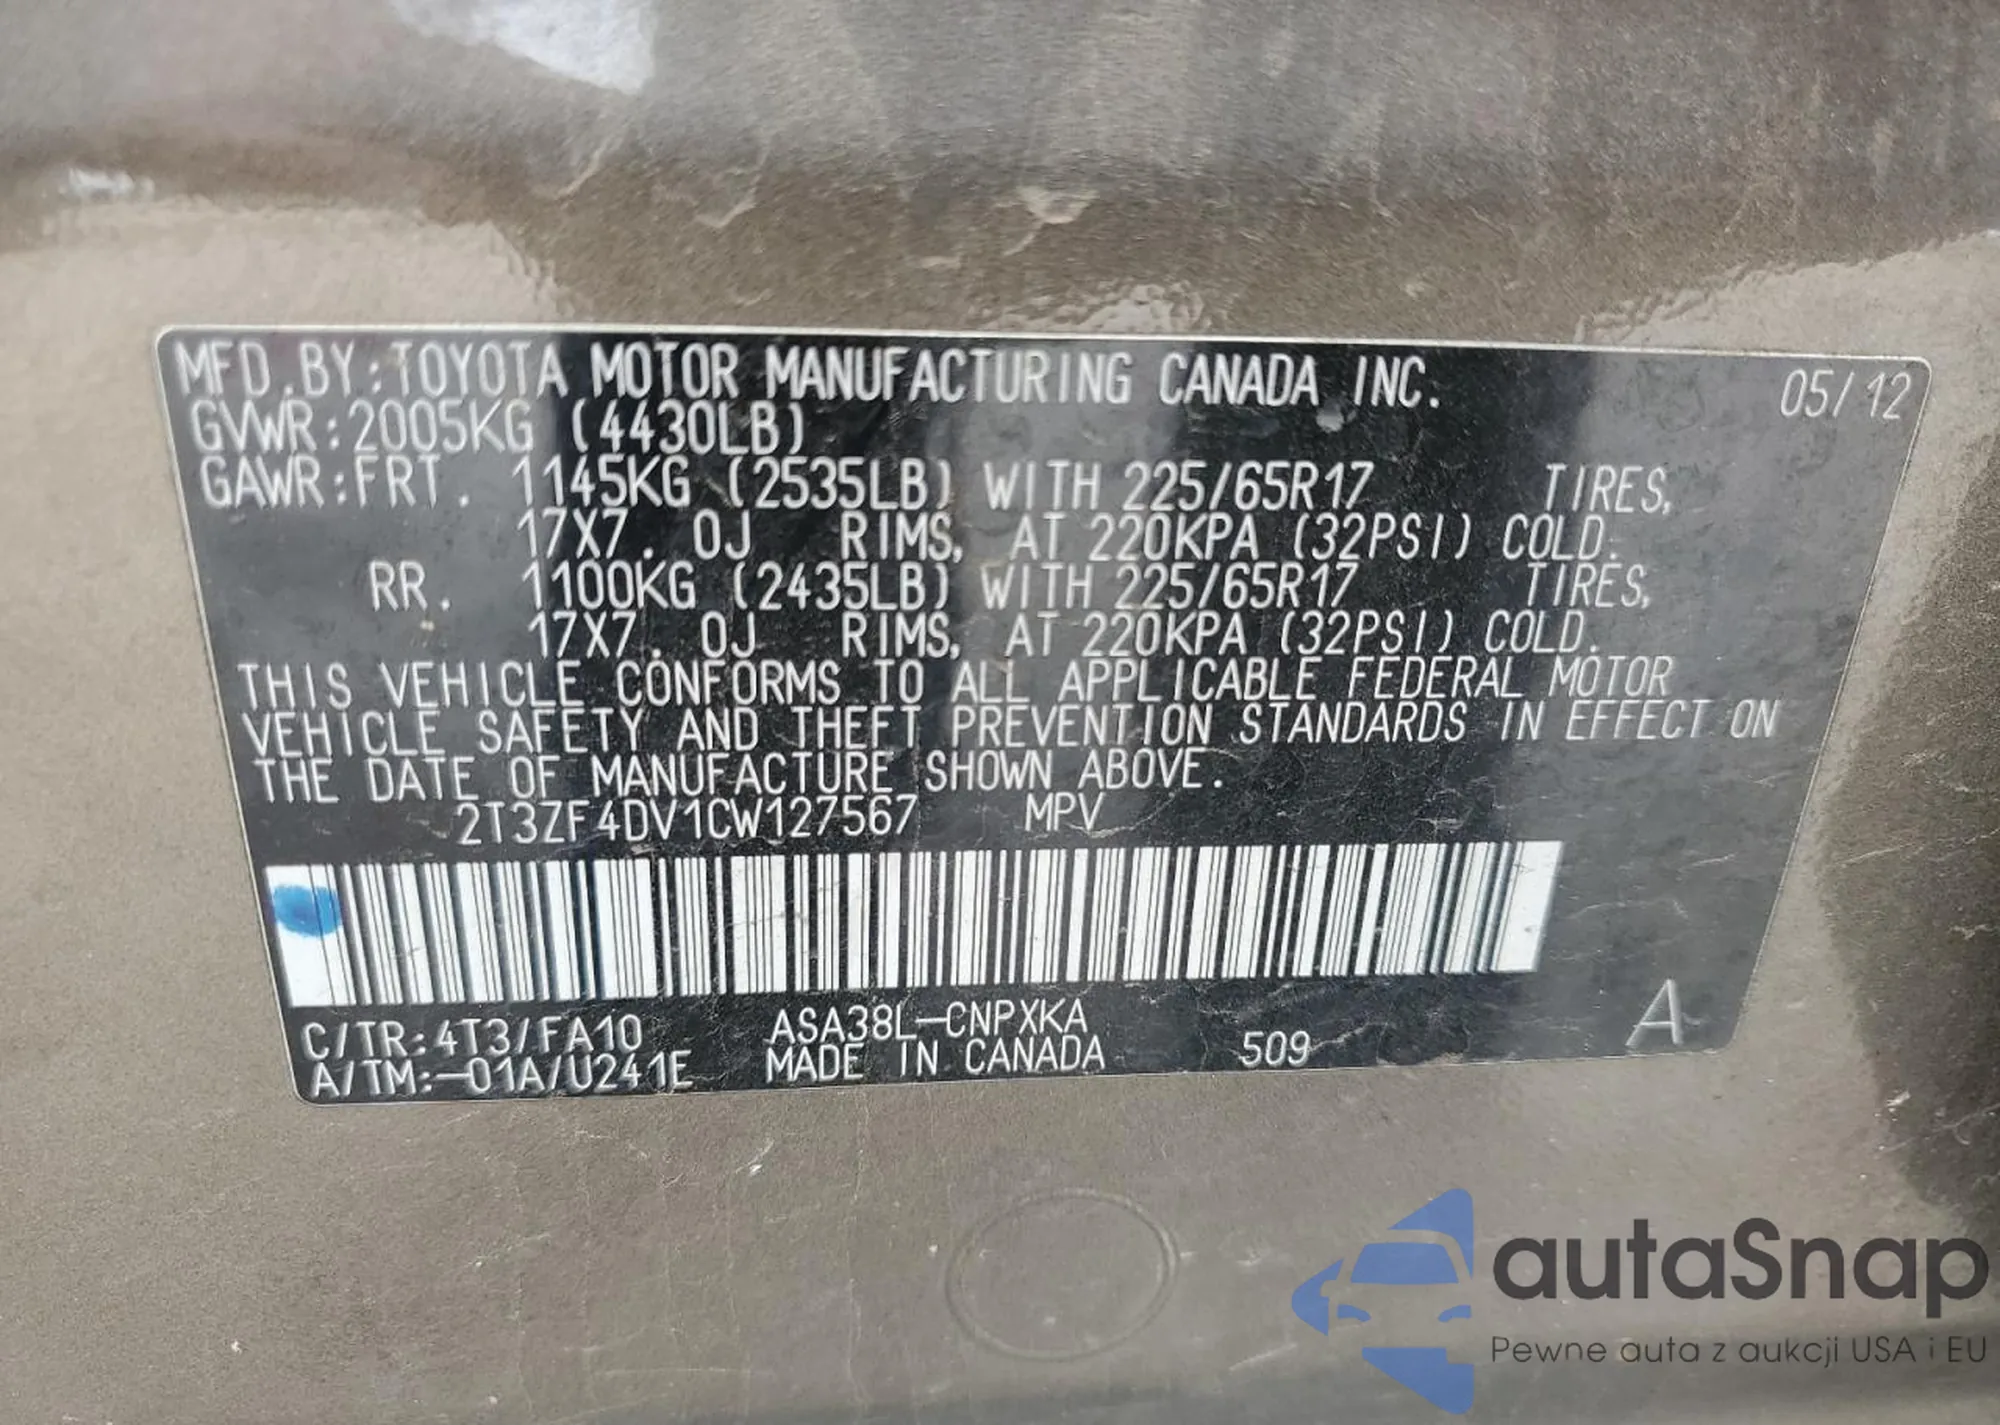 MFD.BY:TOYOTA MOTOR MANUFACTURING CANADA INC. 05/12
GVWR:2005KG (4430LB)
GAWR:FRT. 1145KG (2535LB) WITH 225/65R17 TIRES,
17X7.0J RIMS, AT 220KPA (32PSI) COLD.
RR. 1100KG (2435LB) WITH 225/65R17 TIRES,
17X7.0J RIMS, AT 220KPA (32PSI) COLD.
THIS VEHICLE CONFORMS TO ALL APPLICABLE FEDERAL MOTOR
VEHICLE SAFETY AND THEFT PREVENTION STANDARDS IN EFFECT ON
THE DATE OF MANUFACTURE SHOWN ABOVE.
2T3ZF4DV1CW127567 MPV
C/TR:4T3/FA10 ASA38L-CNPXKA
A/TM:-01A/U241E MADE IN CANADA 509 A
autaSnap
Pewne auta z aukcji USA i EU